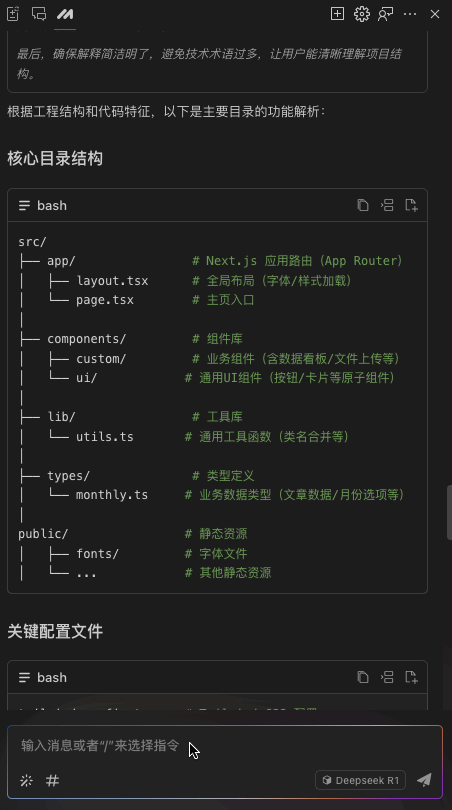 最后，确保解释简洁明了，避免技术术语过多，让用户能清晰理解项目结
构。
根据工程结构和代码特征，以下是主要目录的功能解析：
核心目录结构
bash
src/
├── app/ # Next.js 应用路由（App Router）
│   ├── layout.tsx # 全局布局（字体/样式加载）
│   └── page.tsx # 主页入口
│
├── components/ # 组件库
│   ├── custom/ # 业务组件（含数据看板/文件上传等）
│   └── ui/ # 通用UI组件（按钮/卡片等原子组件）
│
├── lib/ # 工具库
│   └── utils.ts # 通用工具函数（类名合并等）
│
├── types/ # 类型定义
│   └── monthly.ts # 业务数据类型（文章数据/月份选项等）
│
public/ # 静态资源
│   ├── fonts/ # 字体文件
│   └── ... # 其他静态资源
关键配置文件
bash
输入消息或者“/”来选择指令
Deepseek R1